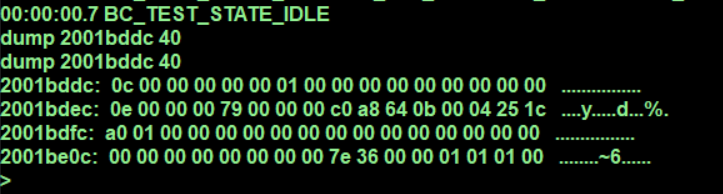 00:00:00.7 BC_TEST_STATE_IDLE
dump 2001bddc 40
dump 2001bddc 40
2001bddc: 0c 00 00 00 00 01 00 00 00 00 00 00 00 00 00 ................
2001bdec: 0e 00 00 00 79 00 00 00 c0 a8 64 0b 00 04 25 1c ....y.....d...%.
2001bdfc: a0 01 00 00 00 00 00 00 00 00 00 00 00 00 00 00 ................
2001be0c: 00 00 00 00 00 00 00 00 7e 36 00 00 01 01 01 00 ........~6......
>